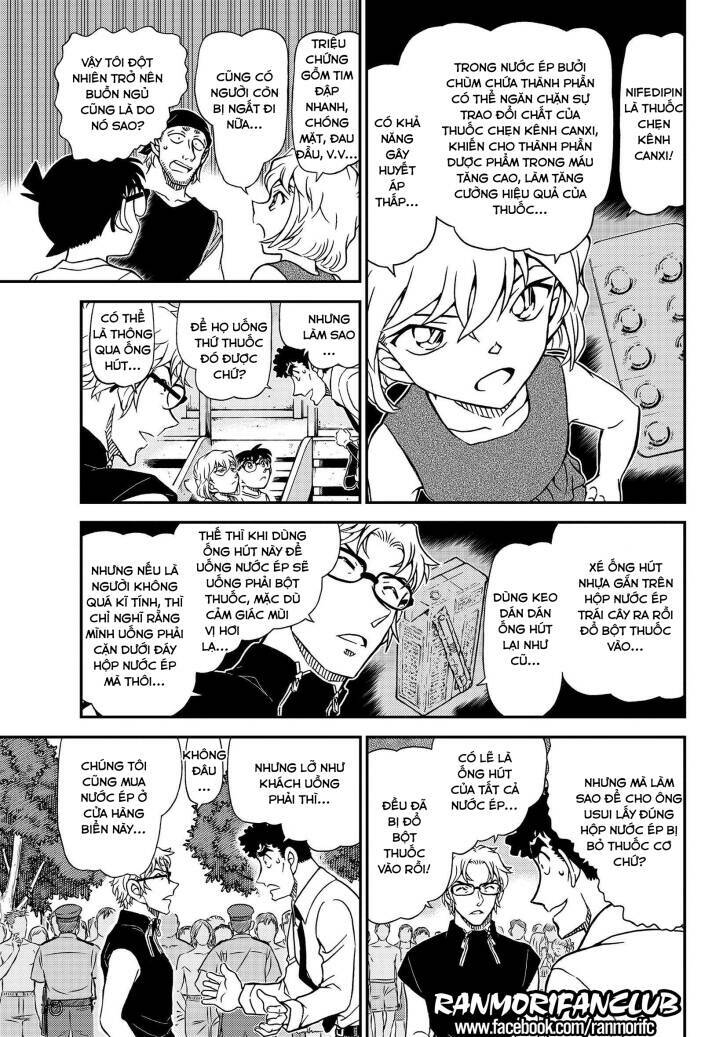 NIFEDIPIN
LÀ THUỐC
CHẸN
KÊNH
CANXI!
TRONG NƯỚC ÉP BƯỞI
CHÙM CHỨA THÀNH PHẦN
CÓ THỂ NGĂN CHẶN SỰ
TRAO ĐỔI CHẤT CỦA
THUỐC CHẸN KÊNH CANXI,
KHIẾN CHO THÀNH PHẦN
DƯỢC PHẨM TRONG MÁU
TĂNG CAO, LÀM TĂNG
CƯỜNG HIỆU QUẢ CỦA
THUỐC...
CÓ KHẢ
NĂNG GÂY
HUYẾT
ÁP
THẤP...
TRIỆU
CHỨNG
GỒM TIM
ĐẬP
NHANH,
CHÓNG
MẶT, ĐAU
ĐẦU, V.V...
CŨNG CÓ
NGƯỜI CÒN
BỊ NGẤT ĐI
NỮA...
VẬY TÔI ĐỘT
NHIÊN TRỞ NÊN
BUỒN NGỦ
CŨNG LÀ DO
NÓ SAO?
NHƯNG
LÀM SAO ...
ĐỂ HỌ UỐNG
THỨ THUỐC
ĐÓ ĐƯỢC
CHỨ?
CÓ THỂ
LÀ THÔNG
QUA ỐNG
HÚT...
XÉ ỐNG HÚT
NHỰA GẮN TRÊN
HỘP NƯỚC ÉP
TRÁI CÂY RA RỒI
ĐỔ BỘT THUỐC
VÀO...
DÙNG KEO
DÁN DÁN
ỐNG HÚT
LẠI NHƯ
CŨ...
THẾ THÌ KHI DÙNG
ỐNG HÚT NÀY ĐỂ
UỐNG NƯỚC ÉP SẼ
UỐNG PHẢI BỘT
THUỐC, MẶC DÙ
CẢM GIÁC MÙI
VỊ HƠI
LẠ...
NHƯNG NẾU LÀ
NGƯỜI KHÔNG
QUÁ KĨ TÍNH, THÌ
CHỈ NGHĨ RẰNG
MÌNH UỐNG PHẢI
CẶN DƯỚI ĐÁY
HỘP NƯỚC ÉP
MÀ THÔI...
NHƯNG MÀ LÀM
SAO ĐỂ CHO ÔNG
USUI LẤY ĐÚNG
HỘP NƯỚC ÉP BỊ
BỎ THUỐC CƠ
CHỨ?
CÓ LẼ LÀ
ỐNG HÚT
CỦA TẤT CẢ
NƯỚC ÉP...
ĐỀU ĐÃ
BỊ ĐỔ
BỘT
THUỐC
VÀO RỒI!
NHƯNG LỠ NHƯ
KHÁCH UỐNG
PHẢI THÌ...
KHÔNG
ĐÂU
...
CHÚNG TÔI
CŨNG MUA
NƯỚC ÉP Ở
CỬA HÀNG
BIỂN NÀY...
RANMORIFANCLUB
www.facebook.com/ranmorifc